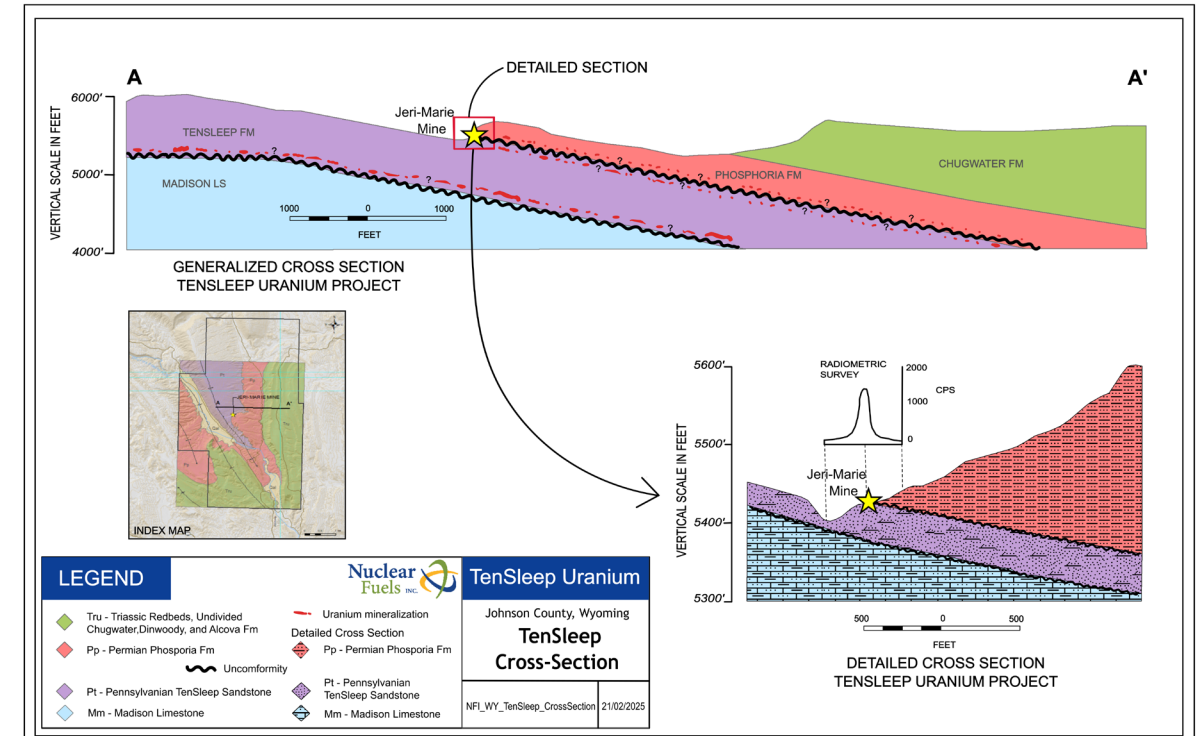 A
A'
DETAILED SECTION
Jeri-Marie
Mine
VERTICAL SCALE IN FEET
6000'
5000'
4000'
TENSLEEP FM
MADISON LS
PHOSPHORIA FM
CHUGWATER FM
?
?
?
?
?
?
?
?
?
?
1000
0
1000
FEET
GENERALIZED CROSS SECTION
TENSLEEP URANIUM PROJECT
JERI-MARIE MINE
A
A'
INDEX MAP
RADIOMETRIC
SURVEY
2000
1000
0
CPS
VERTICAL SCALE IN FEET
5600'
5500'
5400'
5300'
Jeri-Marie
Mine
500
0
500
FEET
DETAILED CROSS SECTION
TENSLEEP URANIUM PROJECT
LEGEND
Nuclear
Fuels INC.
Tru - Triassic Redbeds, Undivided
Chugwater,Dinwoody, and Alcova Fm
Pp - Permian Phosporia Fm
Uncomformity
Pt - Pennsylvanian TenSleep Sandstone
Mm - Madison Limestone
Uranium mineralization
Detailed Cross Section
Pp - Permian Phosporia Fm
Pt - Pennsylvanian
TenSleep Sandstone
Mm - Madison Limestone
TenSleep Uranium
Johnson County, Wyoming
TenSleep
Cross-Section
NFI_WY_TenSleep_CrossSection
21/02/2025